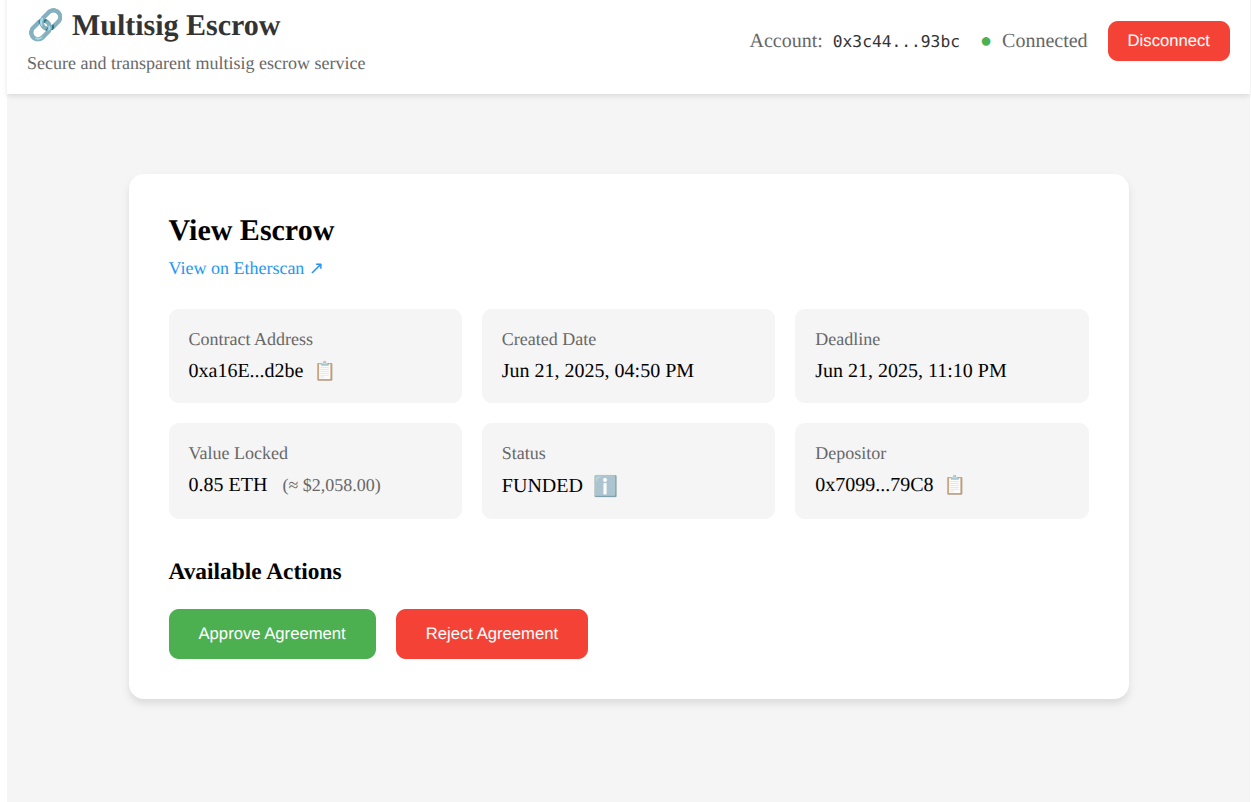 Multisig Escrow
Secure and transparent multisig escrow service
Account: 0x3c44...93bc
Connected
Disconnect
View Escrow
View on Etherscan ↗
Contract Address
0xa16E...d2be
Created Date
Jun 21, 2025, 04:50 PM
Deadline
Jun 21, 2025, 11:10 PM
Value Locked
0.85 ETH (≈ $2,058.00)
Status
FUNDED
Depositor
0x7099...79C8
Available Actions
Approve Agreement
Reject Agreement